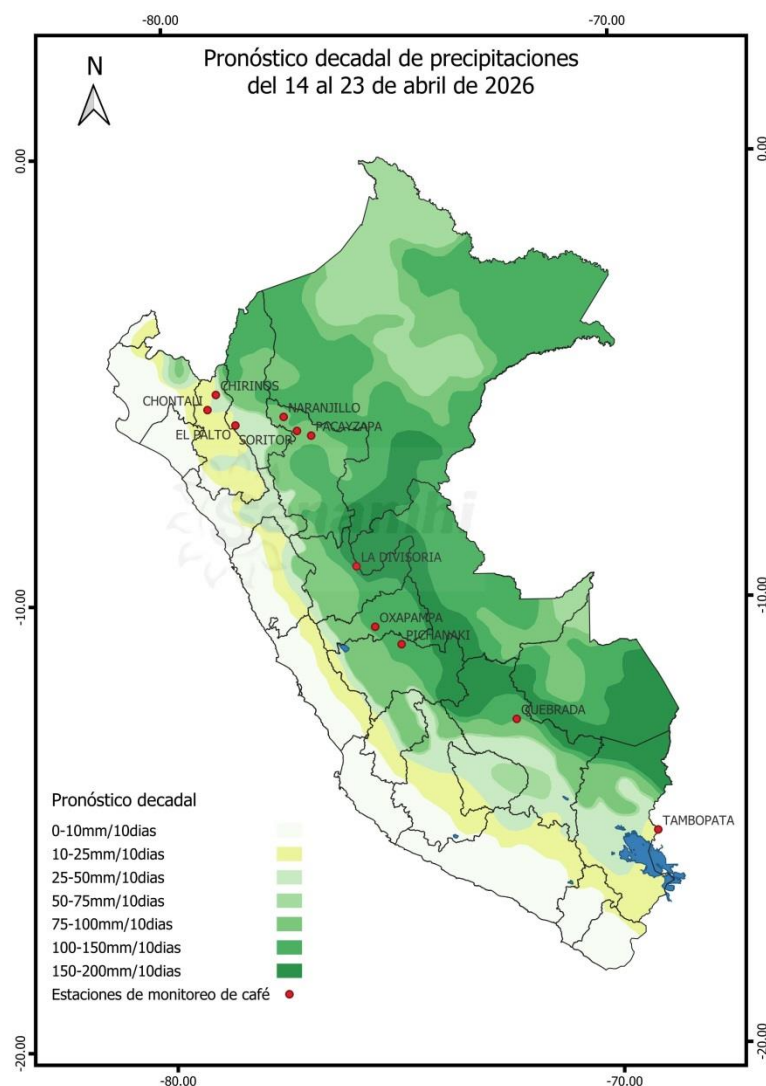 -80.00
-70.00
Pronóstico decadal de precipitaciones
del 14 al 23 de abril de 2026
N
0.00
0.00
CHIRINOS
CHONTALI
NARANJILLO
EL PALTO
SORITOR
PACAYZAPA
Senamhi
LA DIVISORIA
-10.00
-10.00
OXAPAMPA
PICHANAKI
QUEBRADA
TAMBOPATA
Pronóstico decadal
0-10mm/10dias
10-25mm/10dias
25-50mm/10dias
50-75mm/10dias
75-100mm/10dias
100-150mm/10dias
150-200mm/10dias
Estaciones de monitoreo de café
-20.00
-20.00
-80.00
-70.00